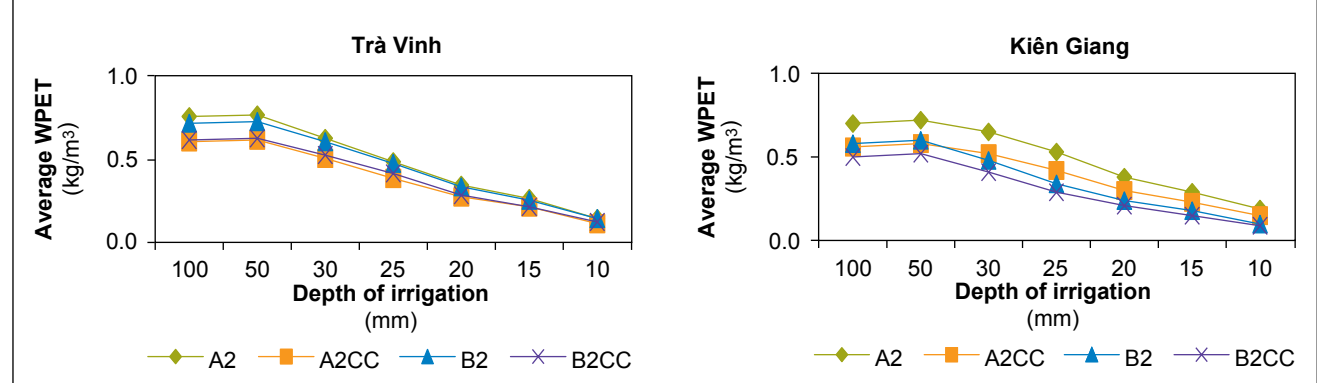 Trà Vinh
Average WPET
(kg/m³)
1.0
0.5
0.0
100 50 30 25 20 15 10
Depth of irrigation
(mm)
A2 A2CC B2 B2CC
Kiên Giang
Average WPET
(kg/m³)
1.0
0.5
0.0
100 50 30 25 20 15 10
Depth of irrigation
(mm)
A2 A2CC B2 B2CC